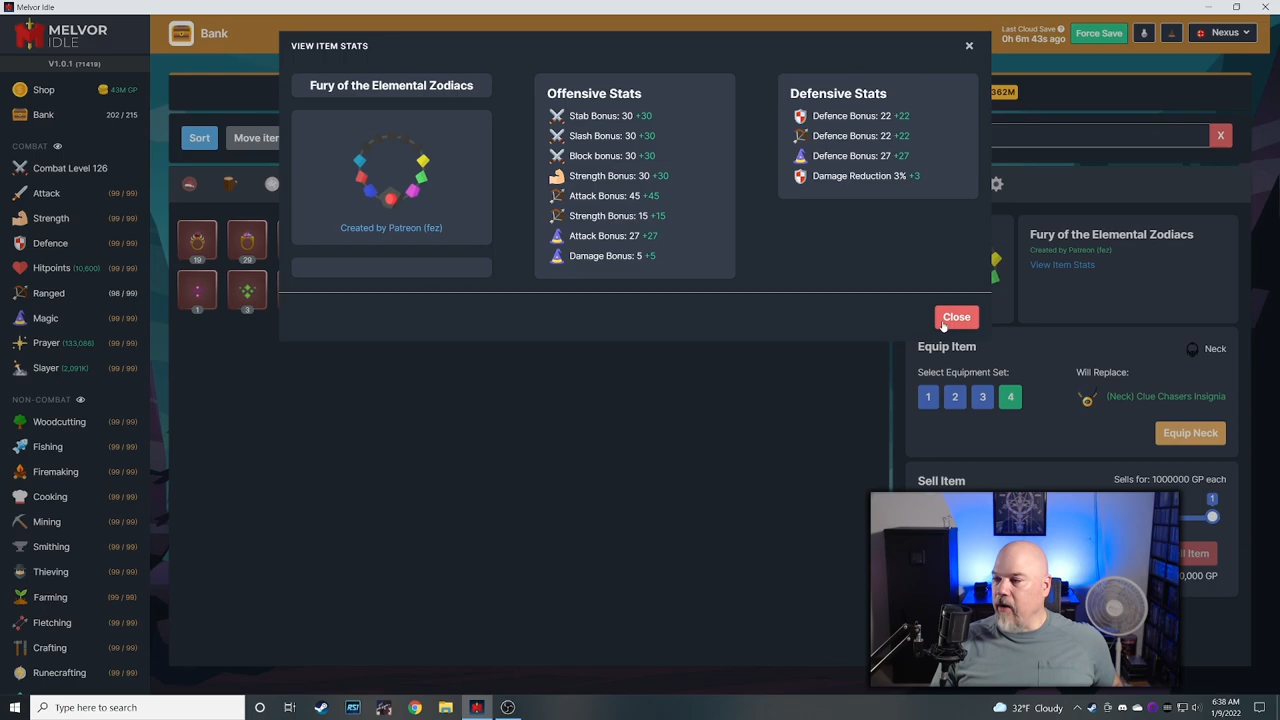 Melvor Idle
MELVOR
IDLE
V1.0.1 (?1419)
Shop
43M GP
Bank
202 / 215
COMBAT
Combat Level 126
Attack
(99 / 99)
Strength
(99 / 99)
Defence
(99 / 99)
Hitpoints (10,600)
(99 / 99)
Ranged
(98 / 99)
Magic
(99 / 99)
Prayer (133,086)
(99 / 99)
Slayer (2,091K)
(99 / 99)
NON-COMBAT
Woodcutting
(99 / 99)
Fishing
(99 / 99)
Firemaking
(99 / 99)
Cooking
(99 / 99)
Mining
(99 / 99)
Smithing
(99 / 99)
Thieving
(99 / 99)
Farming
(99 / 99)
Fletching
(99 / 99)
Crafting
(99 / 99)
Runecrafting
(99 / 99)
Bank
Last Cloud Save
0h 6m 43s ago
Force Save
Nexus
362M
Sort
Move item
X
19
29
1
3
VIEW ITEM STATS
×
Fury of the Elemental Zodiacs
Created by Patreon (fez)
Offensive Stats
Stab Bonus: 30 +30
Slash Bonus: 30 +30
Block bonus: 30 +30
Strength Bonus: 30 +30
Attack Bonus: 45 +45
Strength Bonus: 15 +15
Attack Bonus: 27 +27
Damage Bonus: 5 +5
Defensive Stats
Defence Bonus: 22 +22
Defence Bonus: 22 +22
Defence Bonus: 27 +27
Damage Reduction 3% +3
Close
Fury of the Elemental Zodiacs
Created by Patreon (fez)
View Item Stats
Equip Item
Neck
Select Equipment Set:
Will Replace:
1
2
3
4
(Neck) Clue Chasers Insignia
Equip Neck
Sell Item
Sells for: 1000000 GP each
1
Item
GP
Type here to search
RSI
32°F Cloudy
6:38 AM
1/9/2022